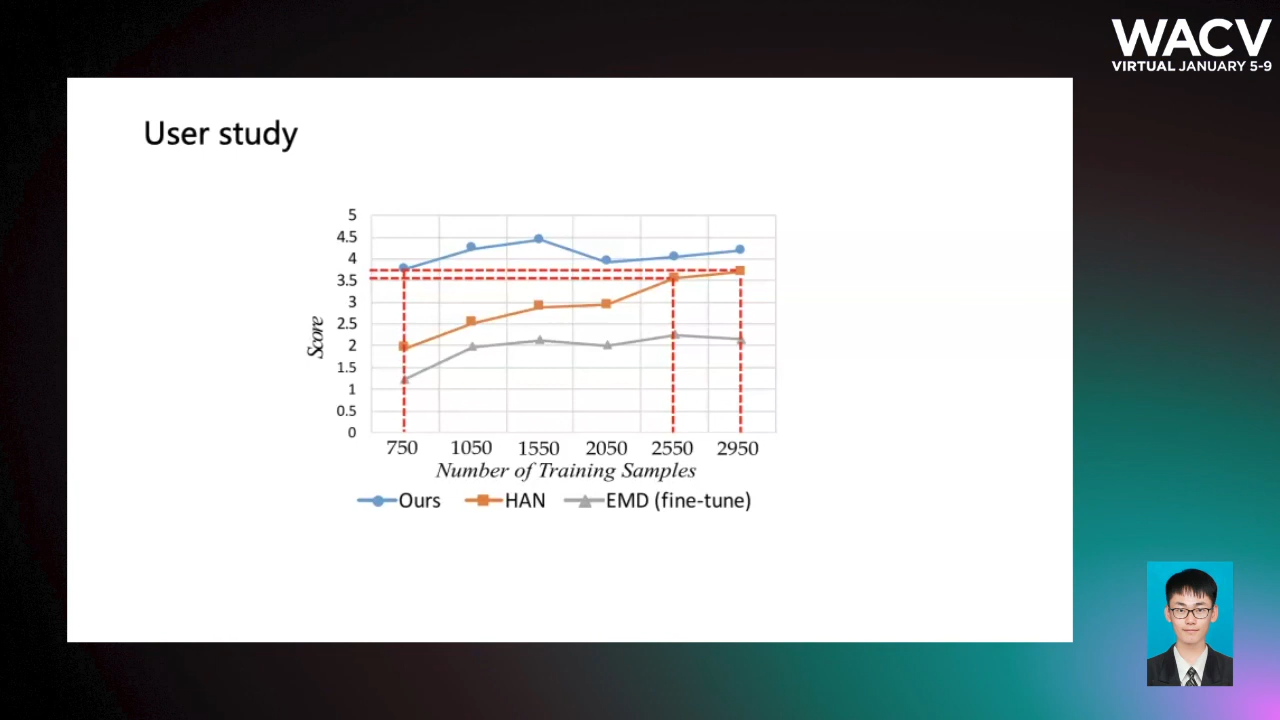 WACV
VIRTUAL JANUARY 5-9
User study
5
4.5
4
3.5
3
2.5
2
1.5
1
0.5
0
Score
750 1050 1550 2050 2550 2950
Number of Training Samples
Ours HAN EMD (fine-tune)